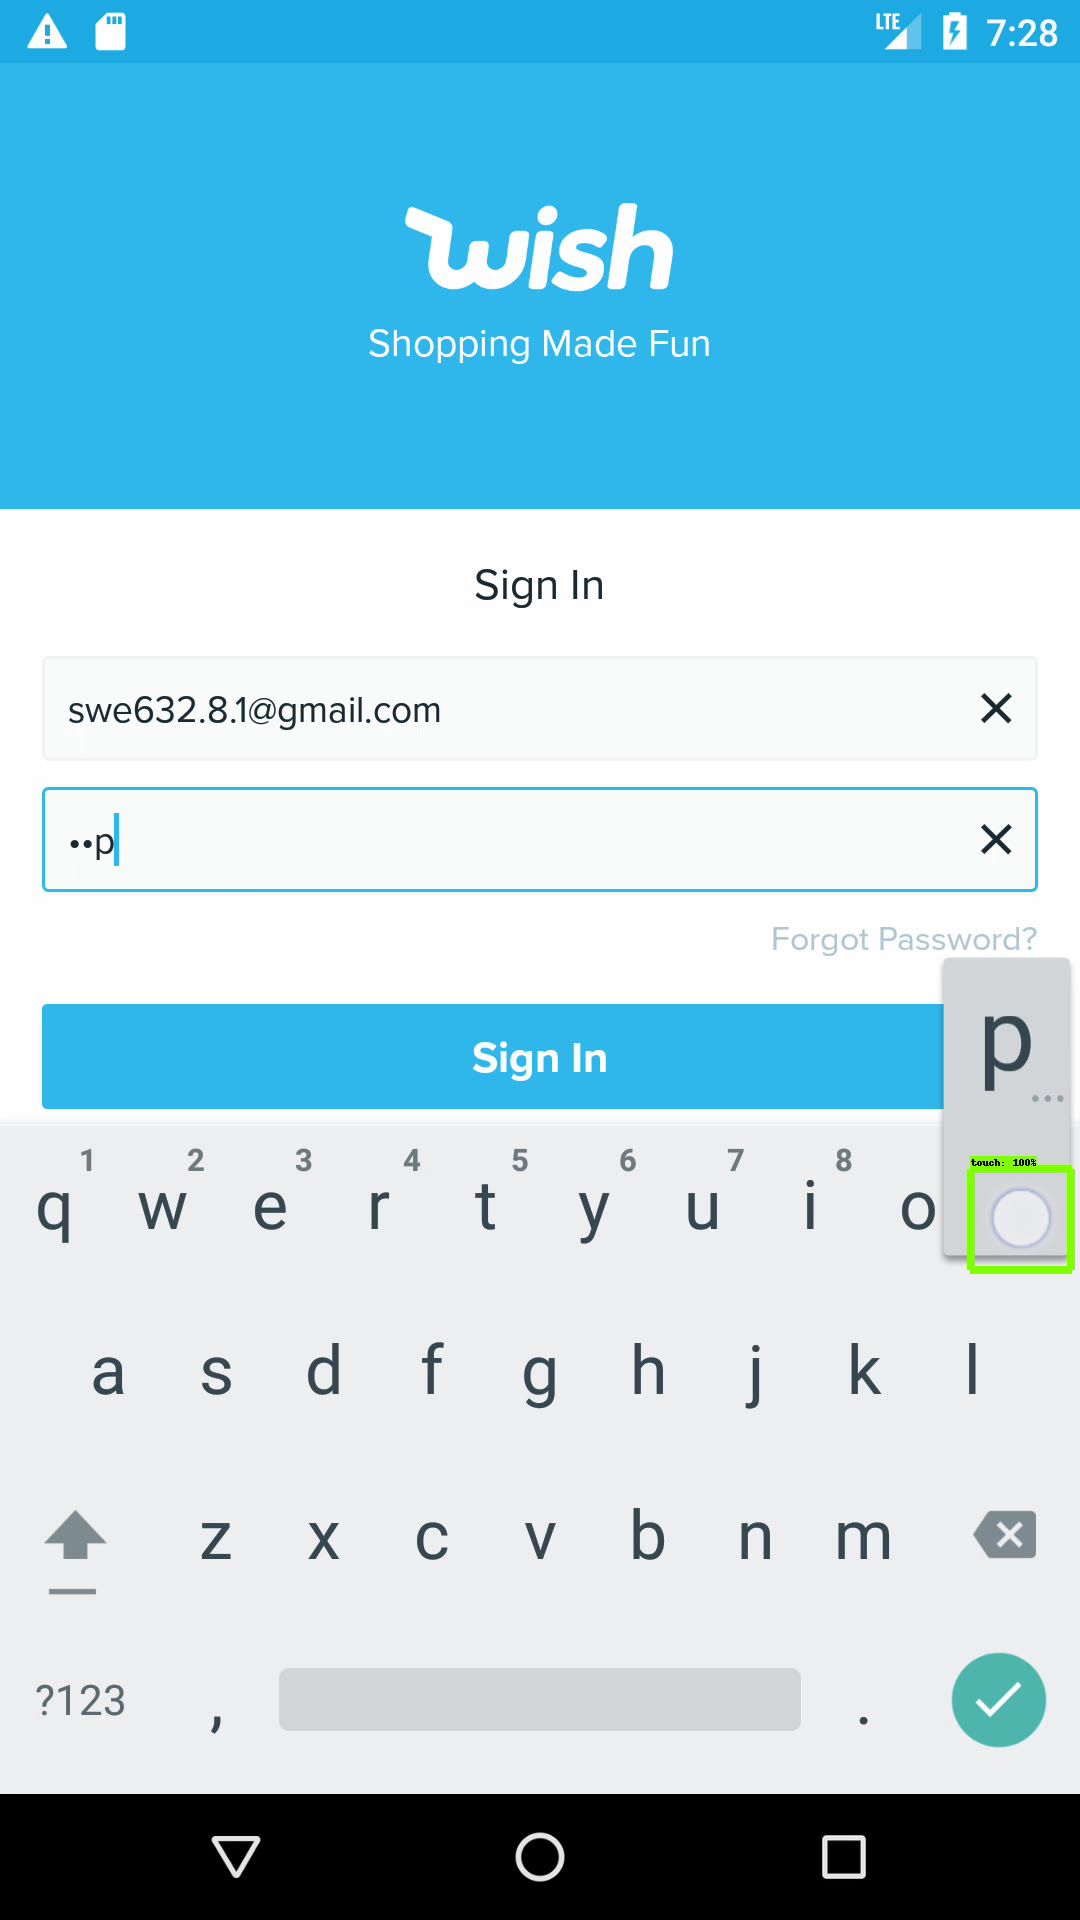 LTE 7:28
wish
Shopping Made Fun
Sign In
swe632.8.1@gmail.com
••p
Forgot Password?
Sign In
p
...
touch: 100%
1 2 3 4 5 6 7 8
q w e r t y u i o
a s d f g h j k l
z x c v b n m
?123 , .